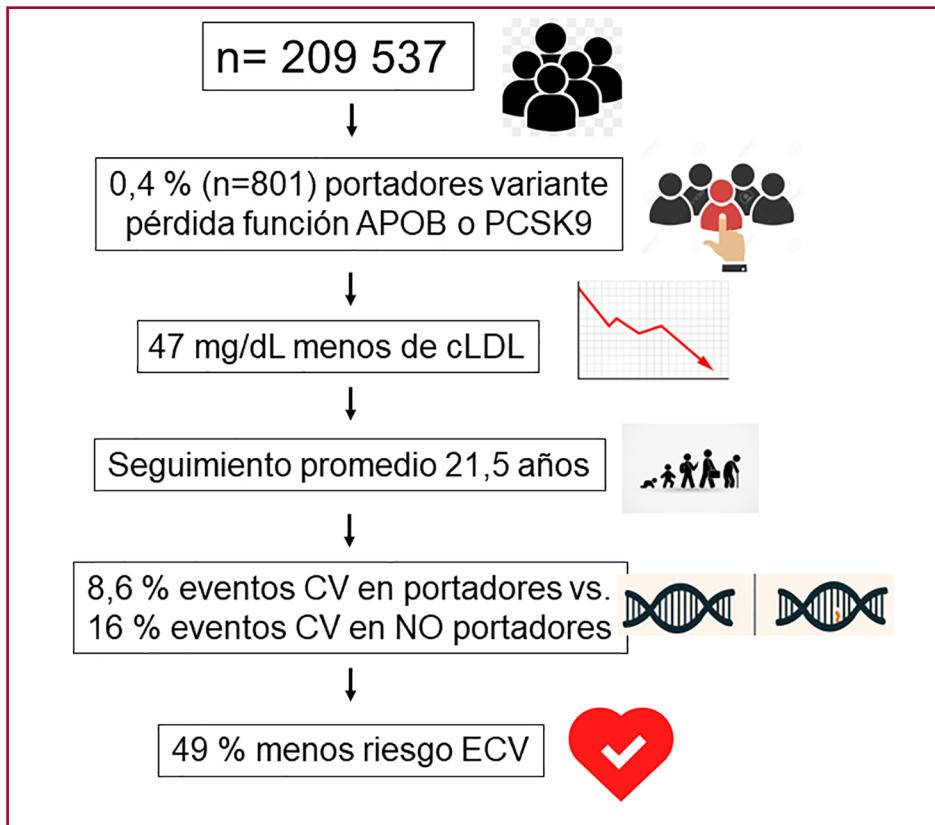 n= 209 537
0,4 % (n=801) portadores variante
pérdida función APOB o PCSK9
47 mg/dL menos de cLDL
Seguimiento promedio 21,5 años
8,6 % eventos CV en portadores vs.
16 % eventos CV en NO portadores
49 % menos riesgo ECV